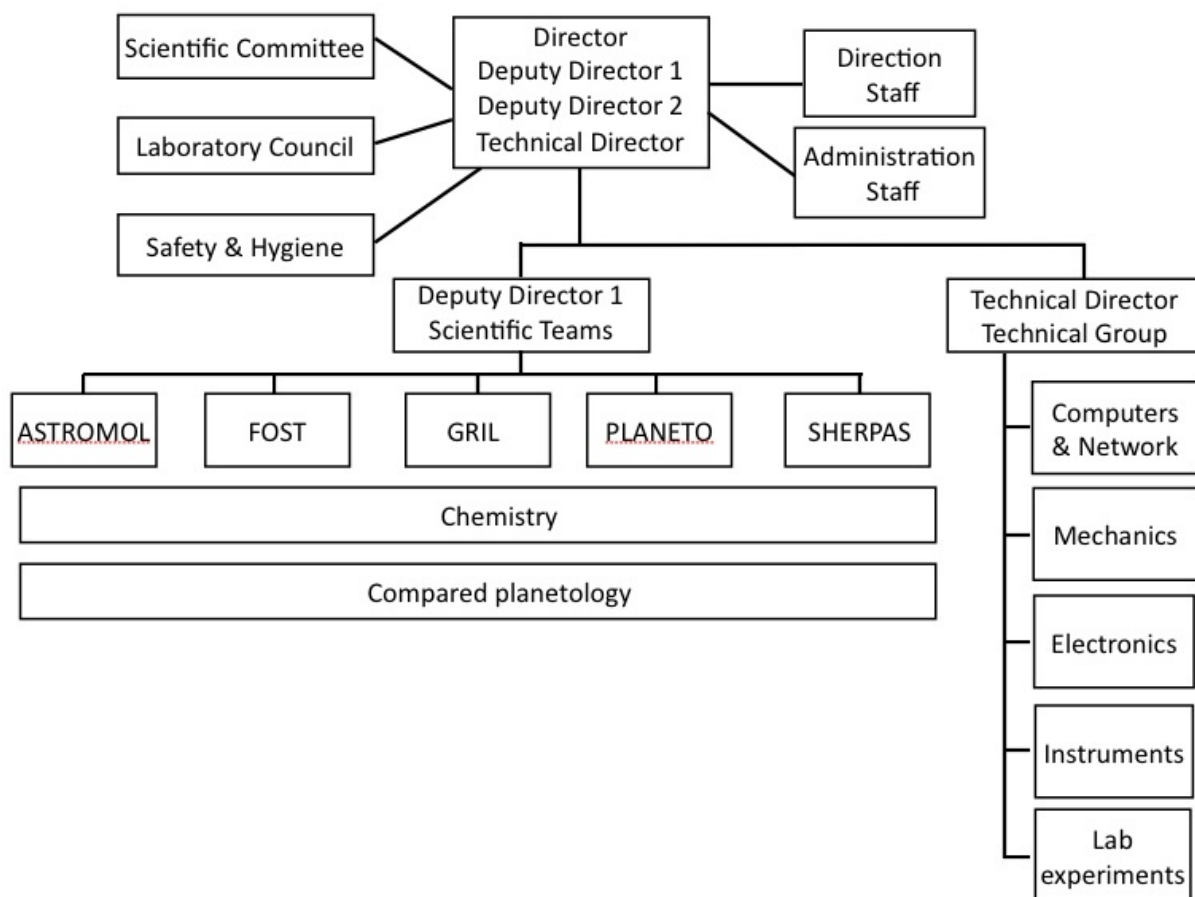 Scientific Committee
Director
Deputy Director 1
Deputy Director 2
Technical Director
Direction
Staff
Laboratory Council
Administration
Staff
Safety & Hygiene
Deputy Director 1
Scientific Teams
Technical Director
Technical Group
ASTROMOL
FOST
GRIL
PLANETO
SHERPAS
Chemistry
Compared planetology
Computers
& Network
Mechanics
Electronics
Instruments
Lab
experiments